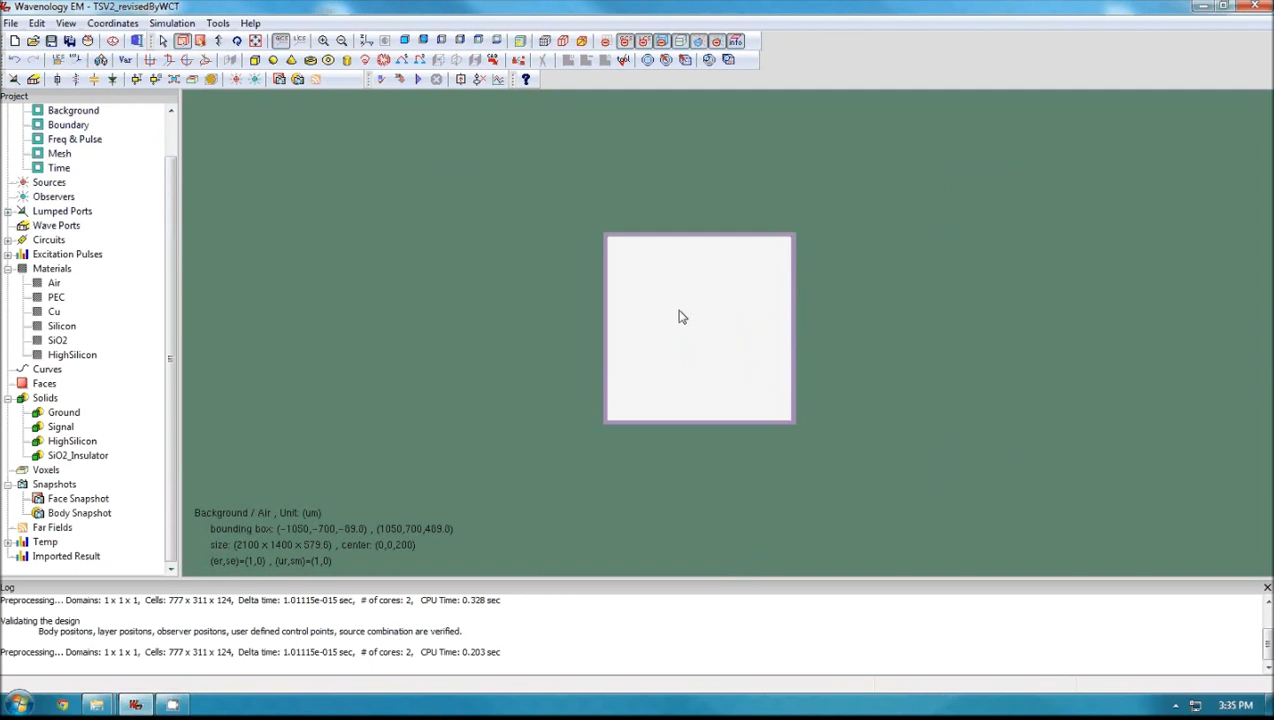 Wavenology EM - TSV2_revisedByWCT
File Edit View Coordinates Simulation Tools Help
Var
info
Project
Background
Boundary
Freq & Pulse
Mesh
Time
Sources
Observers
Lumped Ports
Wave Ports
Circuits
Excitation Pulses
Materials
Air
PEC
Cu
Silicon
SiO2
HighSilicon
Curves
Faces
Solids
Ground
Signal
HighSilicon
SiO2_Insulator
Voxels
Snapshots
Face Snapshot
Body Snapshot
Far Fields
Temp
Imported Result
Background / Air , Unit: (um)
bounding box: (-1050,-700,-89.8) , (1050,700,489.8)
size: (2100 x 1400 x 579.6) , center: (0,0,200)
(er,se)=(1,0) , (ur,sm)=(1,0)
Log
Preprocessing... Domains: 1 x 1 x 1, Cells: 777 x 311 x 124, Delta time: 1.01115e-015 sec, # of cores: 2, CPU Time: 0.328 sec
Validating the design
Body positons, layer positons, observer positons, user defined control points, source combination are verified.
Preprocessing... Domains: 1 x 1 x 1, Cells: 777 x 311 x 124, Delta time: 1.01115e-015 sec, # of cores: 2, CPU Time: 0.203 sec
3:35 PM